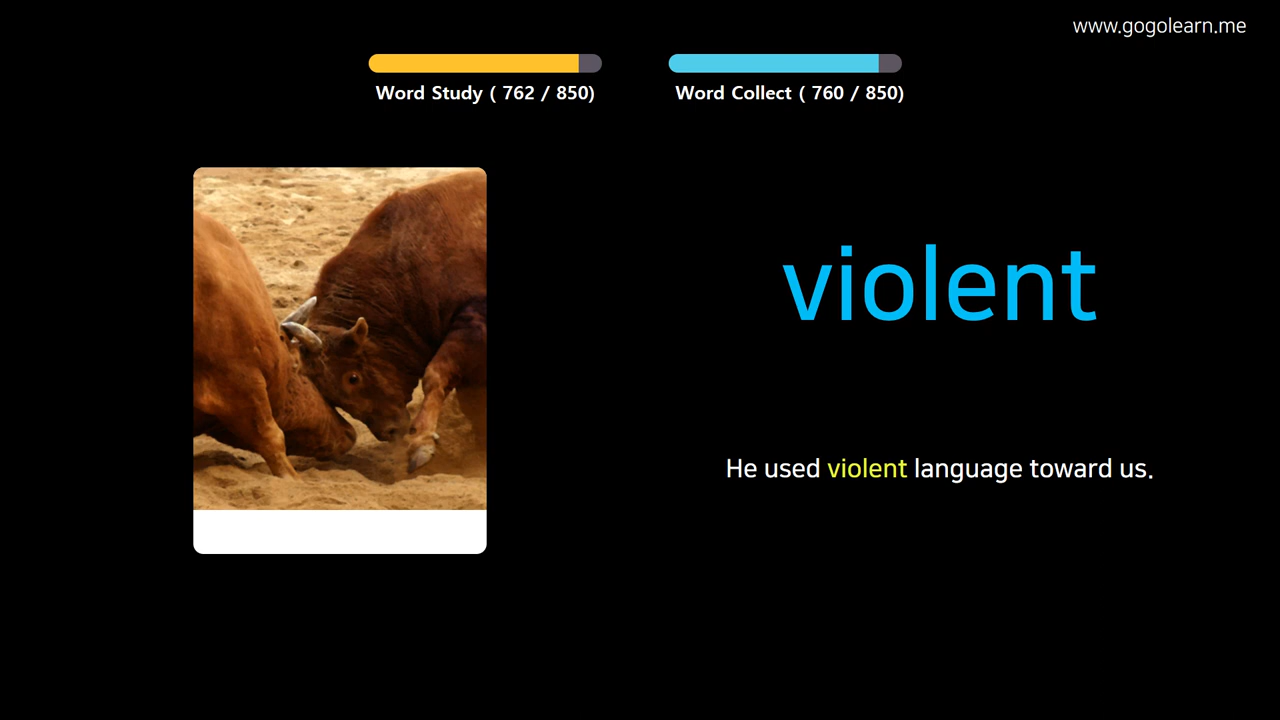 www.gogolearn.me
Word Study ( 762 / 850)
Word Collect ( 760 / 850)
violent
He used violent language toward us.